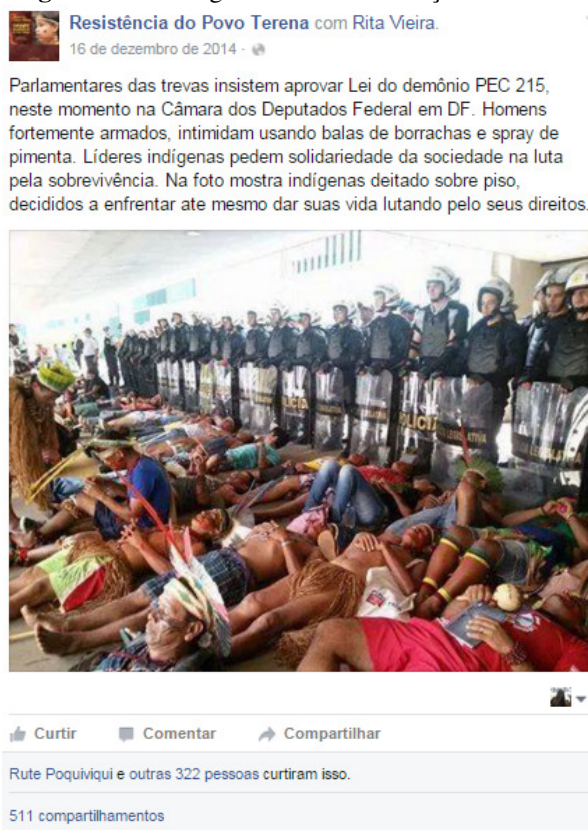 Resistência do Povo Terena com Rita Vieira.
16 de dezembro de 2014 ·
Parlamentares das trevas insistem aprovar Lei do demônio PEC 215,
neste momento na Câmara dos Deputados Federal em DF. Homens
fortemente armados, intimidam usando balas de borrachas e spray de
pimenta. Líderes indígenas pedem solidariedade da sociedade na luta
pela sobrevivência. Na foto mostra indígenas deitado sobre piso,
decididos a enfrentar ate mesmo dar suas vida lutando pelo seus direitos.
POLICIA
LEGISLATIVA
Curtir Comentar Compartilhar
Rute Poquiviqui e outras 322 pessoas curtiram isso.
511 compartilhamentos